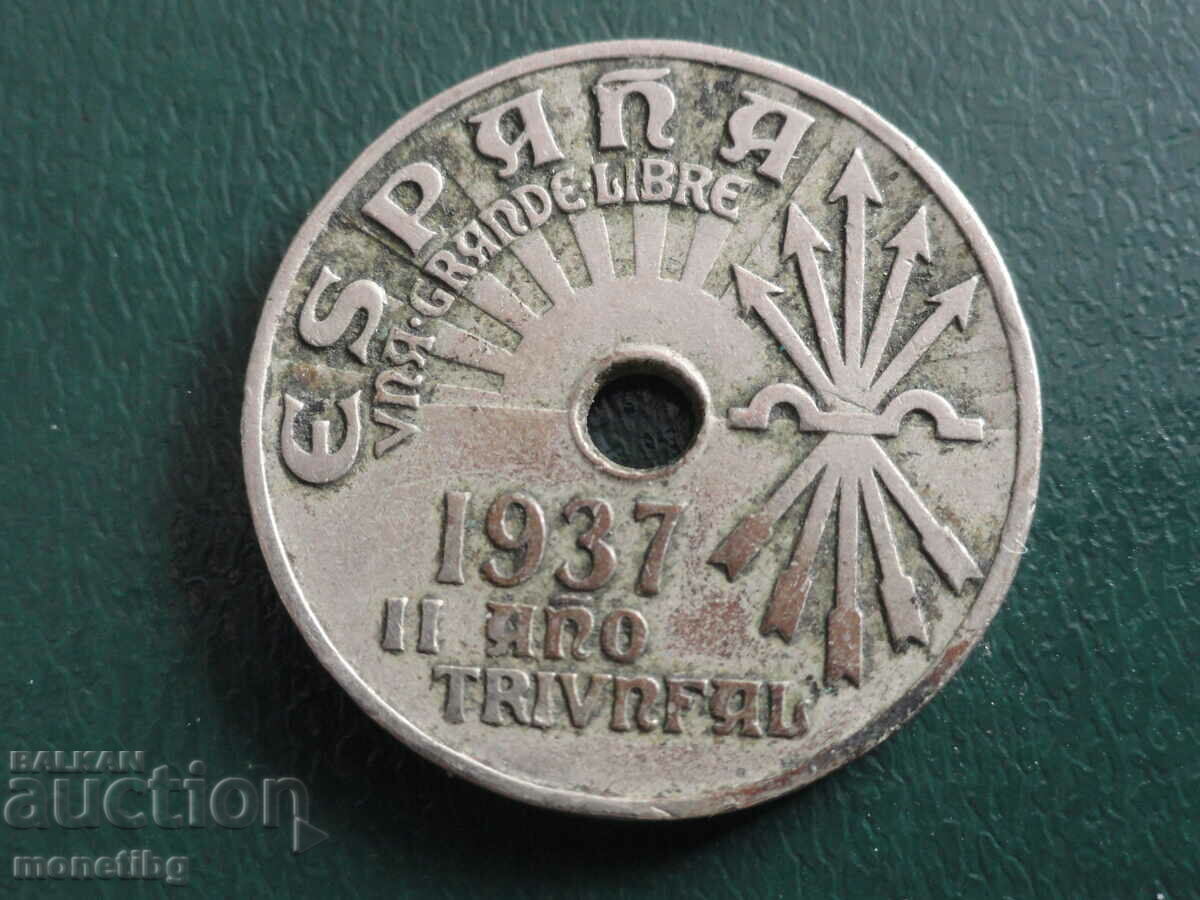 ESPAÑA
VNA·GRANDE·LIBRE
1937
II AÑO
TRIVNFAL
BALKAN
auction
monetibg